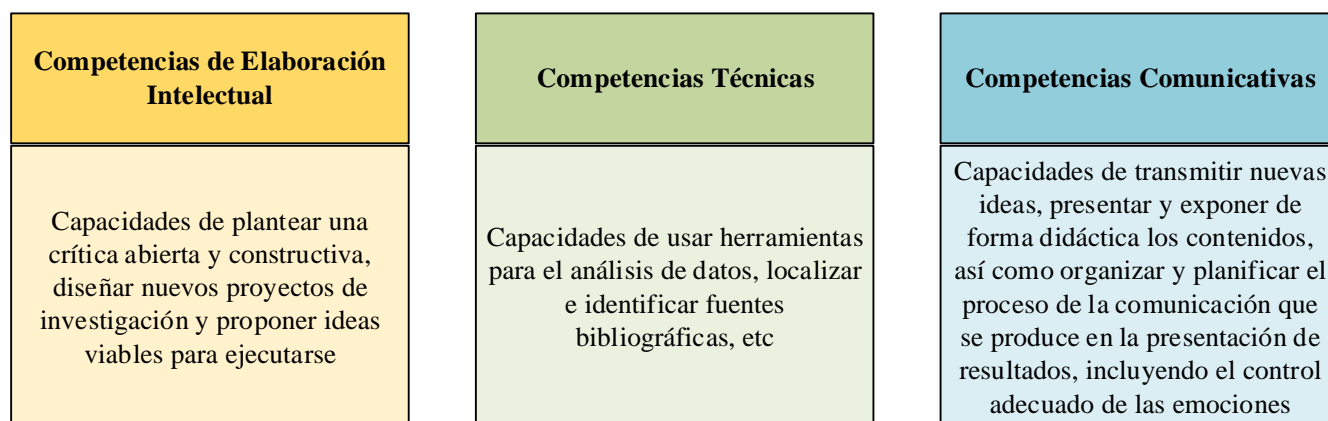 Competencias de Elaboración
Intelectual
Capacidades de plantear una
crítica abierta y constructiva,
diseñar nuevos proyectos de
investigación y proponer ideas
viables para ejecutarse
Competencias Técnicas
Capacidades de usar herramientas
para el análisis de datos, localizar
e identificar fuentes
bibliográficas, etc
Competencias Comunicativas
Capacidades de transmitir nuevas
ideas, presentar y exponer de
forma didáctica los contenidos,
así como organizar y planificar el
proceso de la comunicación que
se produce en la presentación de
resultados, incluyendo el control
adecuado de las emociones